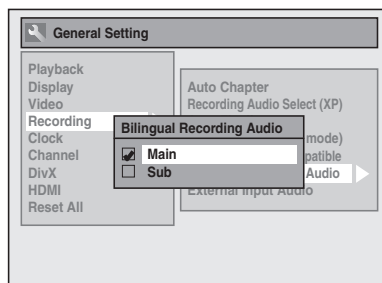 General Setting
Playback
Display
Video
Recording
Clock
Channel
DivX
HDMI
Reset All
Auto Chapter
Recording Audio Select (XP)
mode)
patible
Audio
External Input Audio
Bilingual Recording Audio
Main
Sub